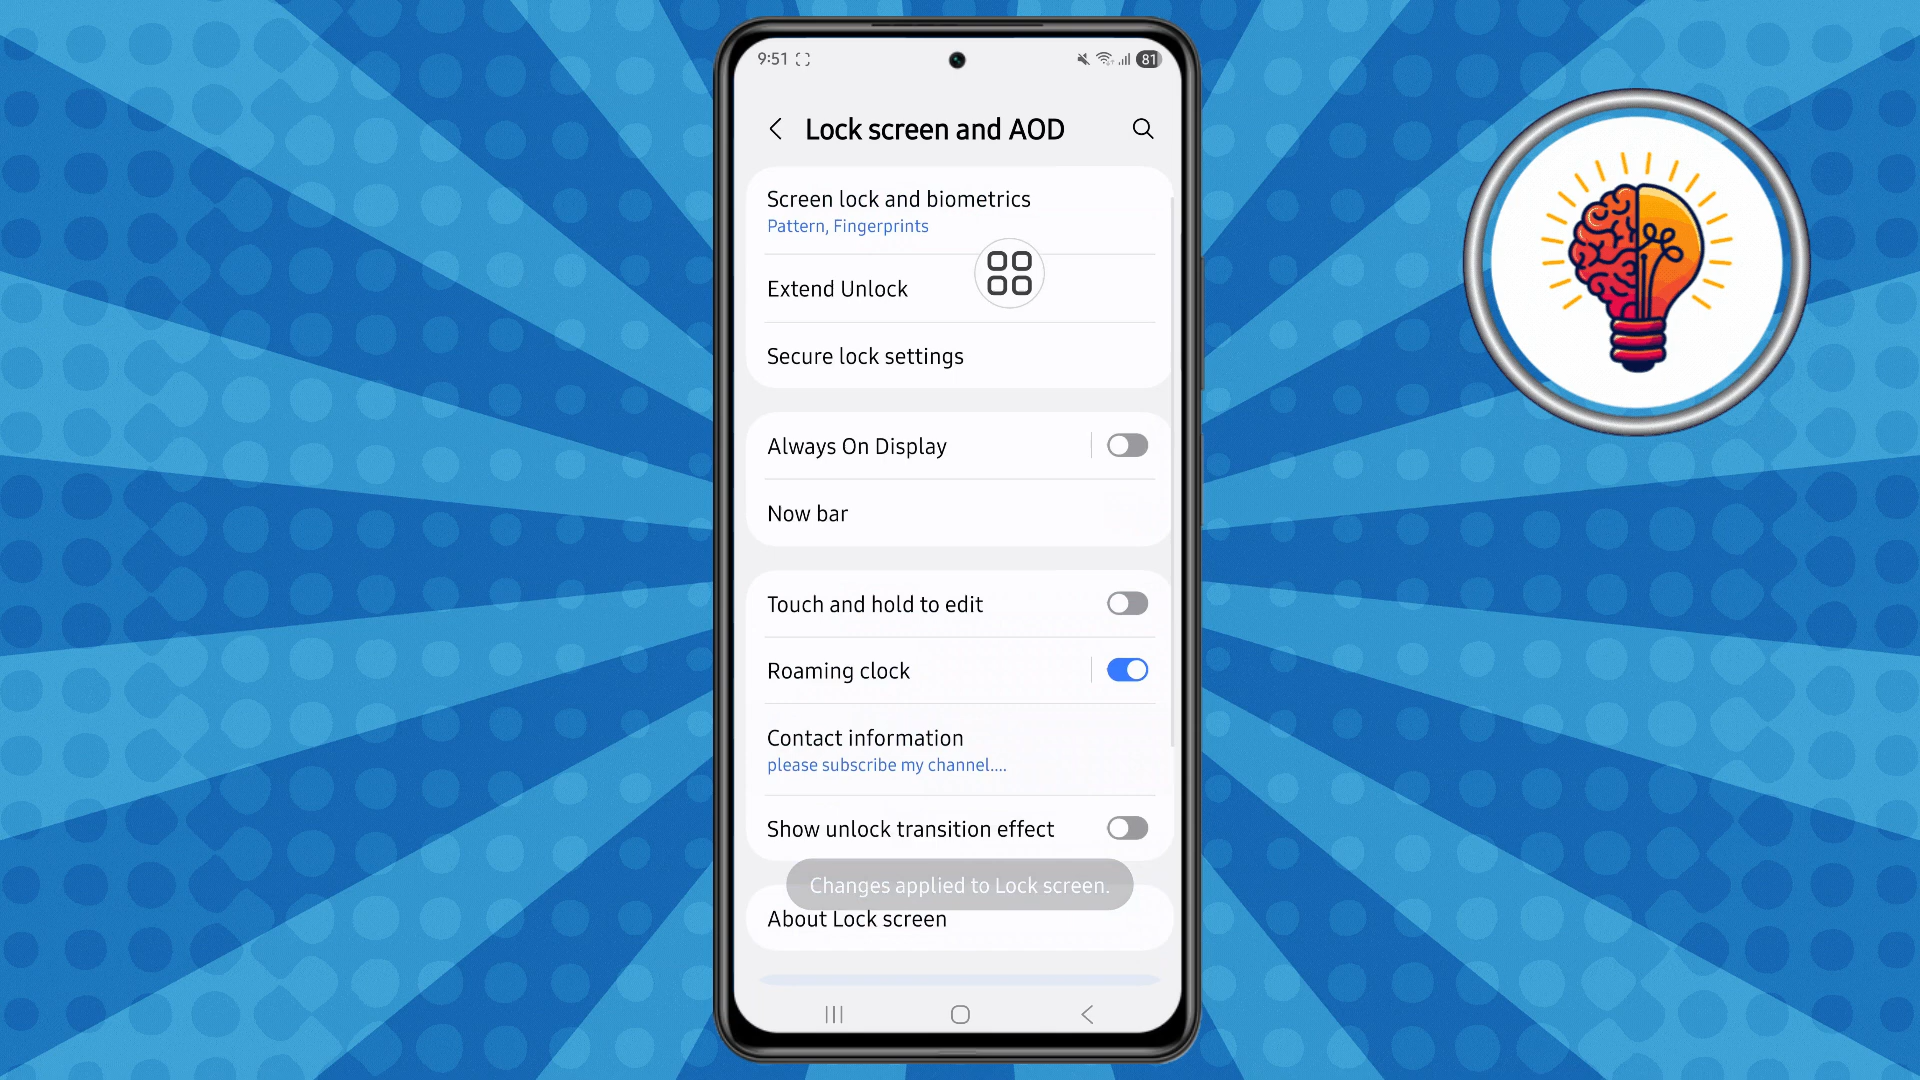 9:51
81
Lock screen and AOD
Screen lock and biometrics
Pattern, Fingerprints
Extend Unlock
Secure lock settings
Always On Display
Now bar
Touch and hold to edit
Roaming clock
Contact information
please subscribe my channel....
Show unlock transition effect
Changes applied to Lock screen.
About Lock screen